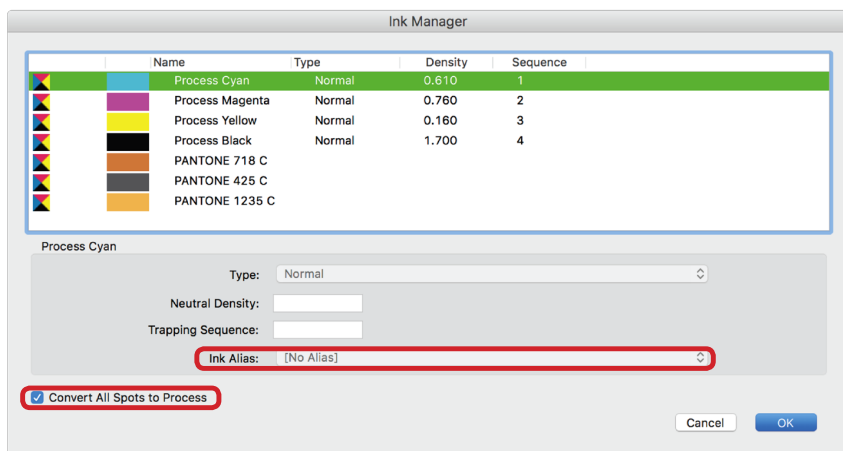 Ink Manager
Name Type Density Sequence
Process Cyan Normal 0.610 1
Process Magenta Normal 0.760 2
Process Yellow Normal 0.160 3
Process Black Normal 1.700 4
PANTONE 718 C
PANTONE 425 C
PANTONE 1235 C
Process Cyan
Type: Normal
Neutral Density:
Trapping Sequence:
Ink Alias: [No Alias]
Convert All Spots to Process
Cancel OK